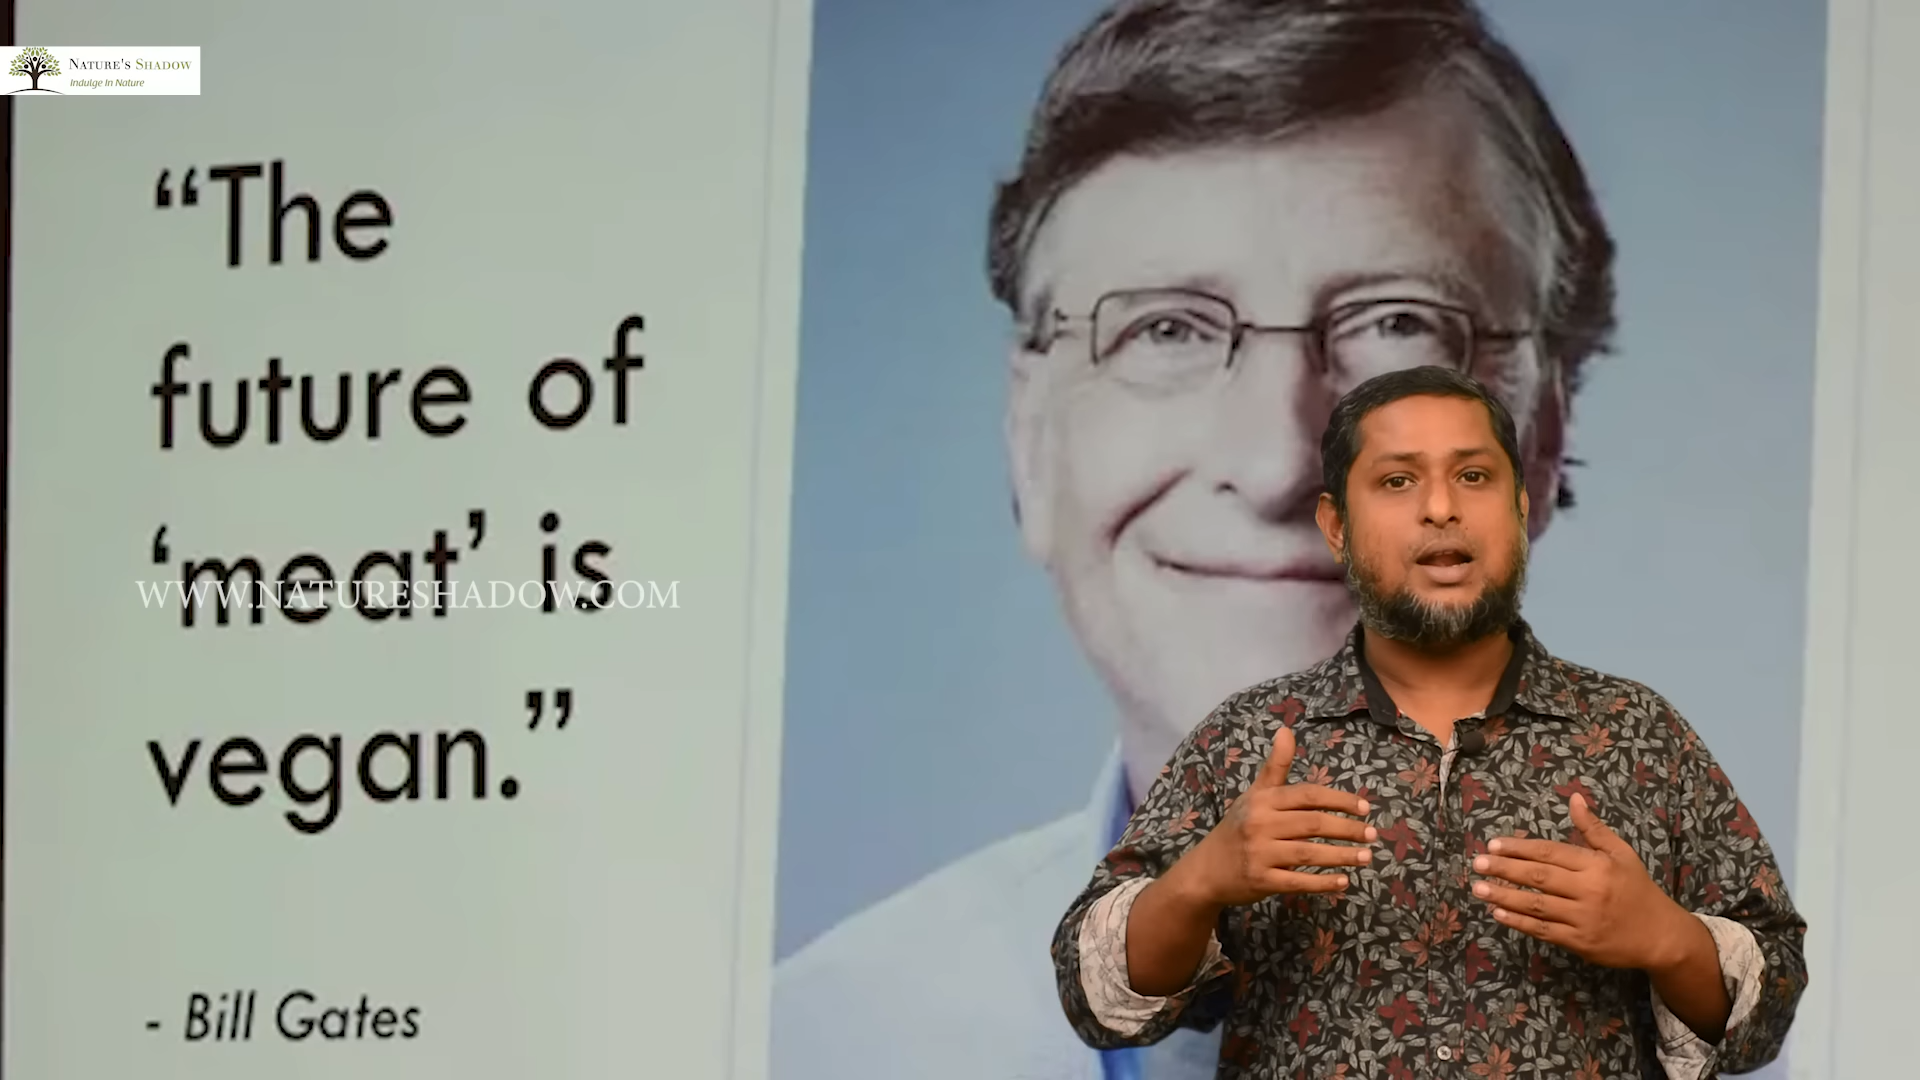 NATURE'S SHADOW
Indulge In Nature
“The
future of
‘meat’ is
WWW.NATURESHADOW.COM
vegan.”
- Bill Gates